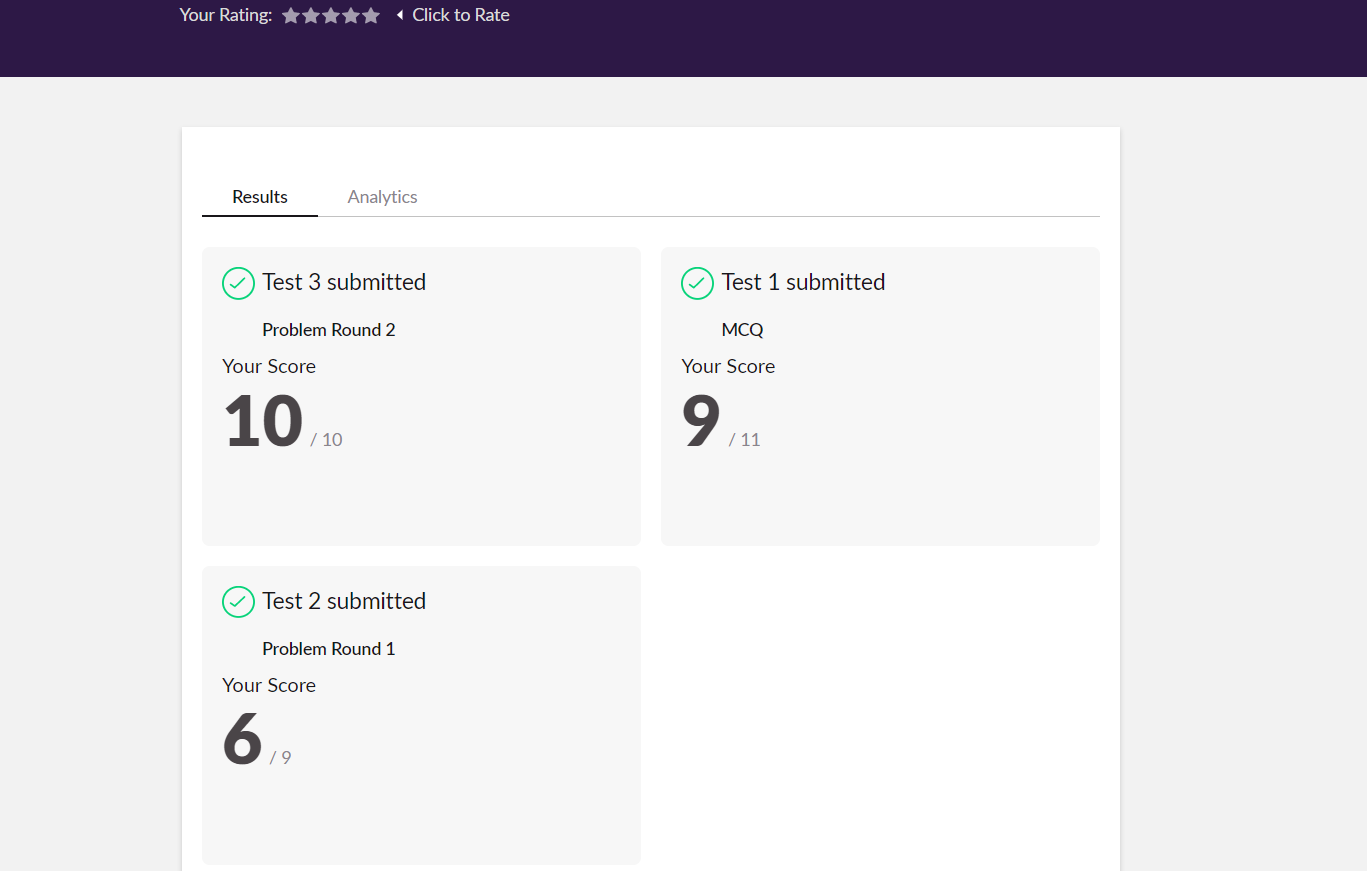 Your Rating: Click to Rate
Results Analytics
Test 3 submitted
Problem Round 2
Your Score
10 / 10
Test 1 submitted
MCQ
Your Score
9 / 11
Test 2 submitted
Problem Round 1
Your Score
6 / 9